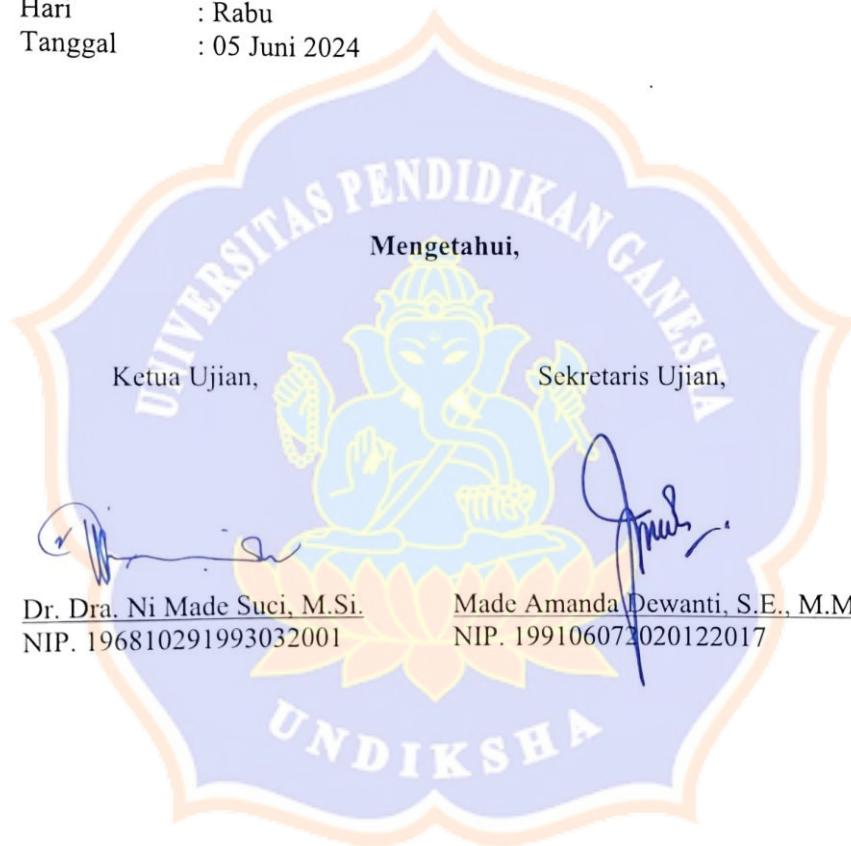 Hari : Rabu
Tanggal : 05 Juni 2024
UNIVERSITAS PENDIDIKAN GANESHA
Mengetahui,
Ketua Ujian,
Sekretaris Ujian,
Dr. Dra. Ni Made Suci, M.Si.
NIP. 196810291993032001
Made Amanda Dewanti, S.E., M.M
NIP. 199106072020122017
UNDIKSHA